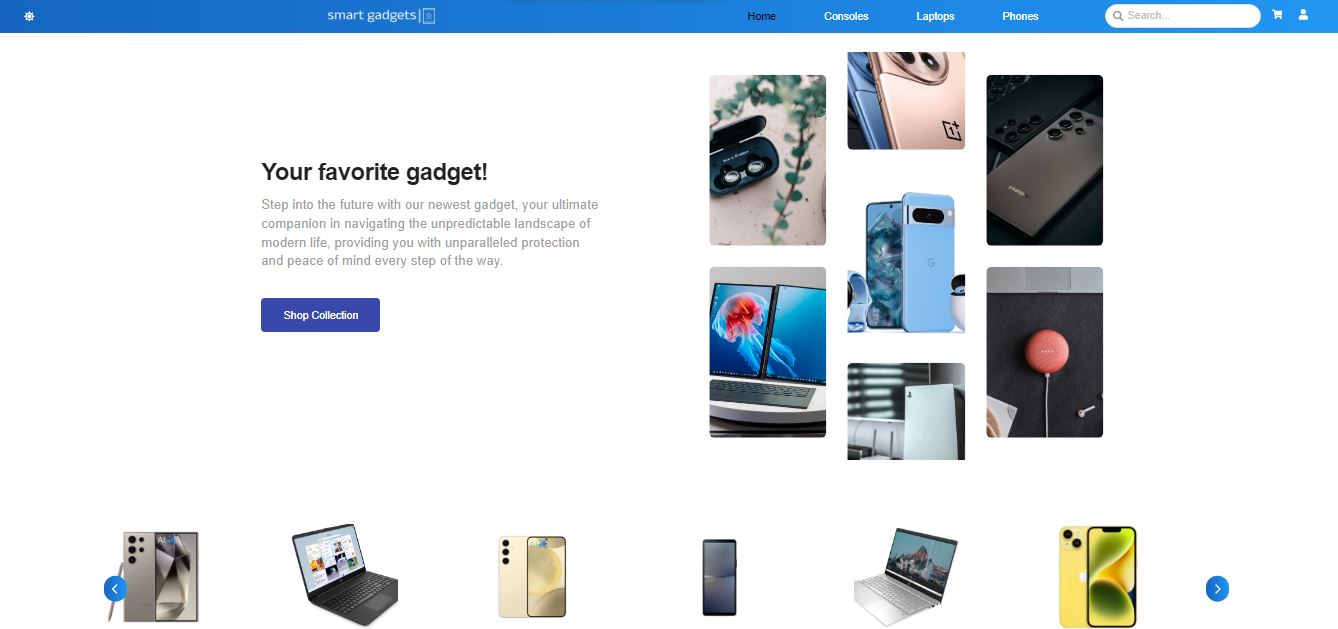 smart gadgets
Home
Consoles
Laptops
Phones
Search...
Your favorite gadget!
Step into the future with our newest gadget, your ultimate
companion in navigating the unpredictable landscape of
modern life, providing you with unparalleled protection
and peace of mind every step of the way.
Shop Collection
SAMSUNG
G
AI